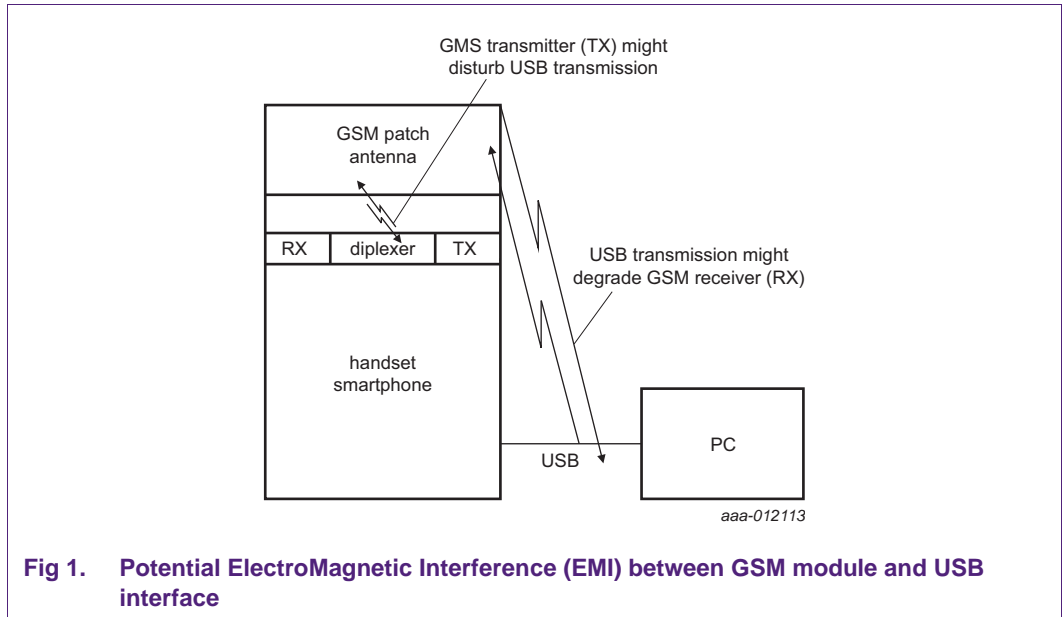 GMS transmitter (TX) might
disturb USB transmission
GSM patch
antenna
RX
diplexer
TX
USB transmission might
degrade GSM receiver (RX)
handset
smartphone
PC
USB
aaa-012113
Fig 1. Potential ElectroMagnetic Interference (EMI) between GSM module and USB
interface